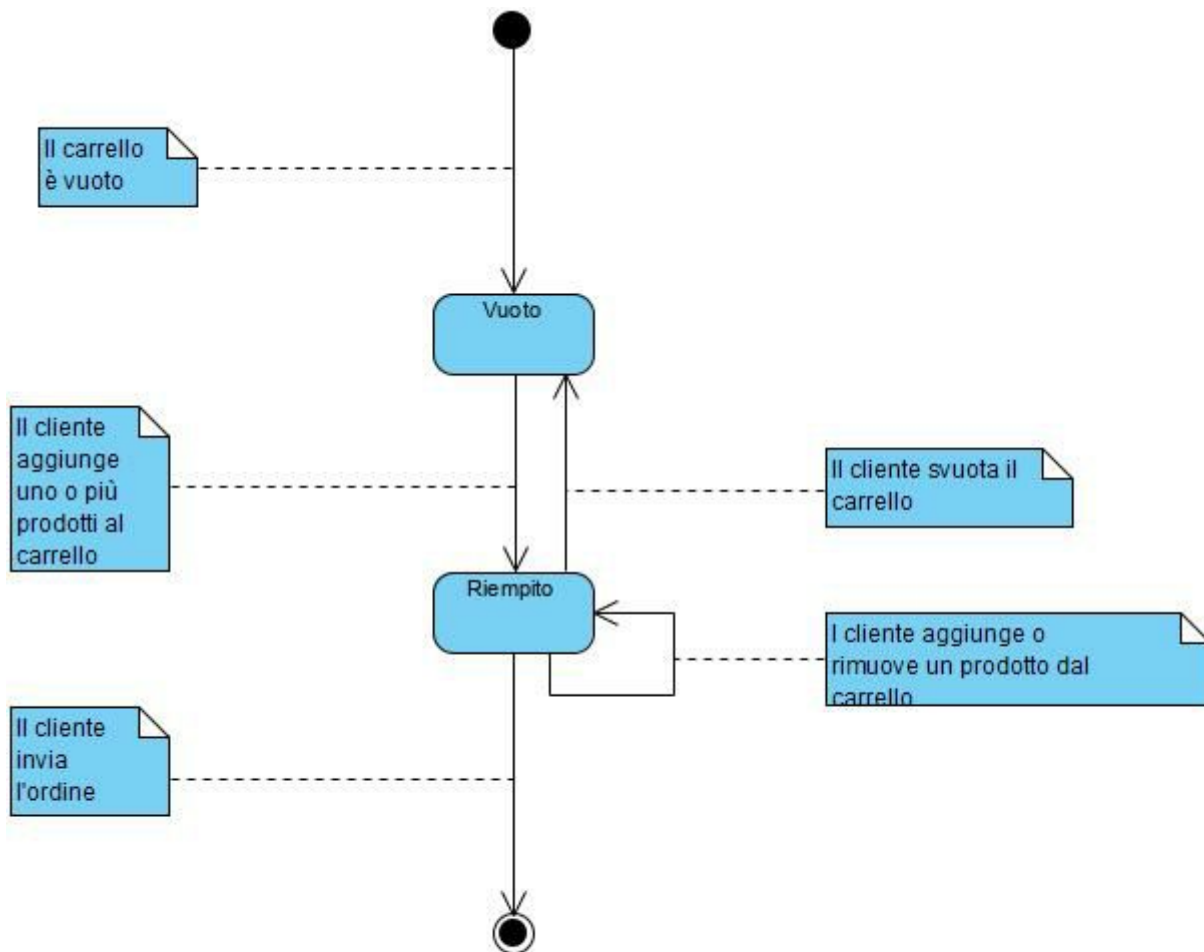 Il carrello
è vuoto
Vuoto
Il cliente
aggiunge
uno o più
prodotti al
carrello
Il cliente svuota il
carrello
Riempito
l cliente aggiunge o
rimuove un prodotto dal
carrello
Il cliente
invia
l'ordine